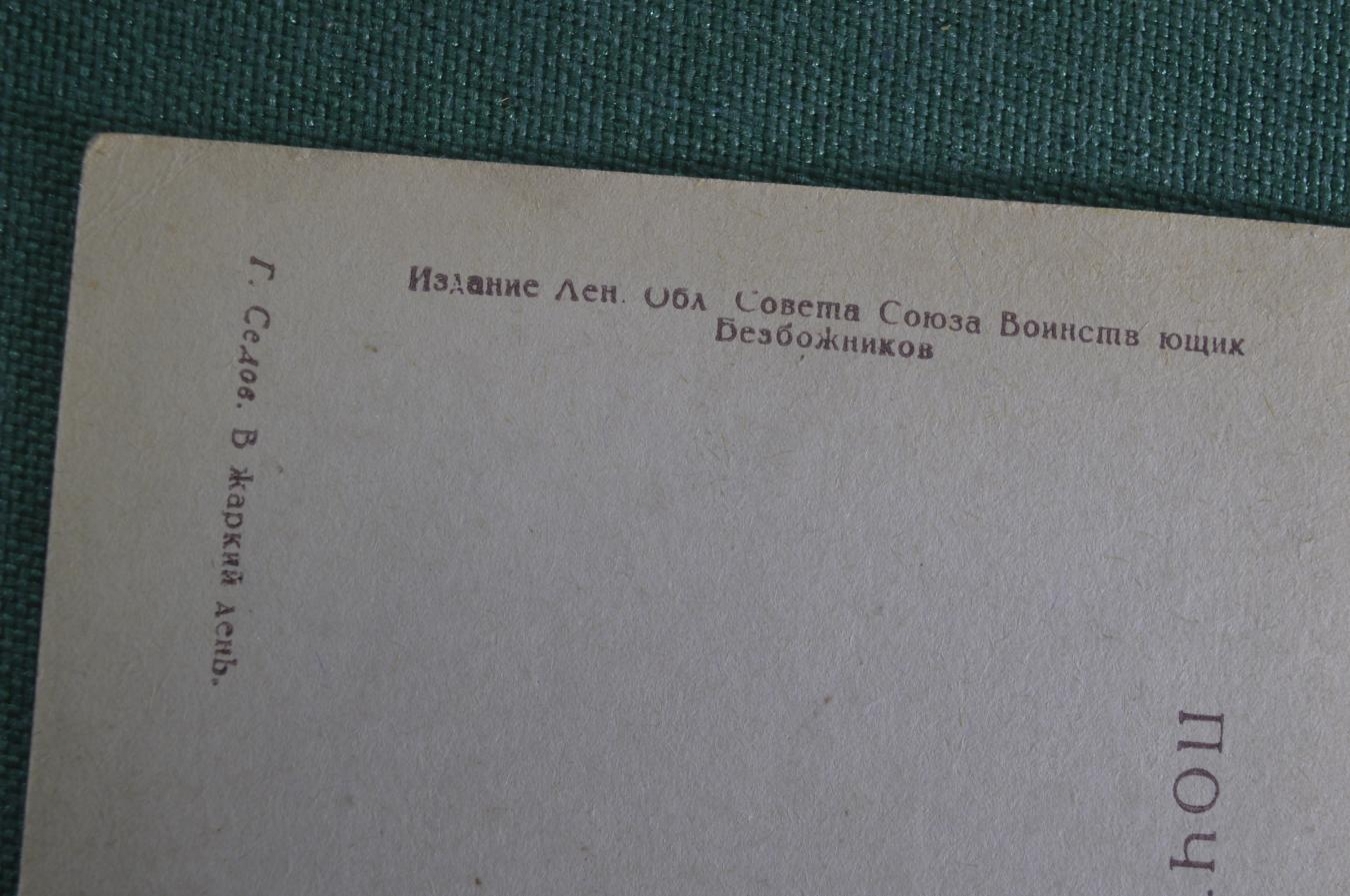 Издание Лен. Обл Совета Союза Воинств ющих
Безбожников
Г. Седов. В жаркий день.
ПОЧ